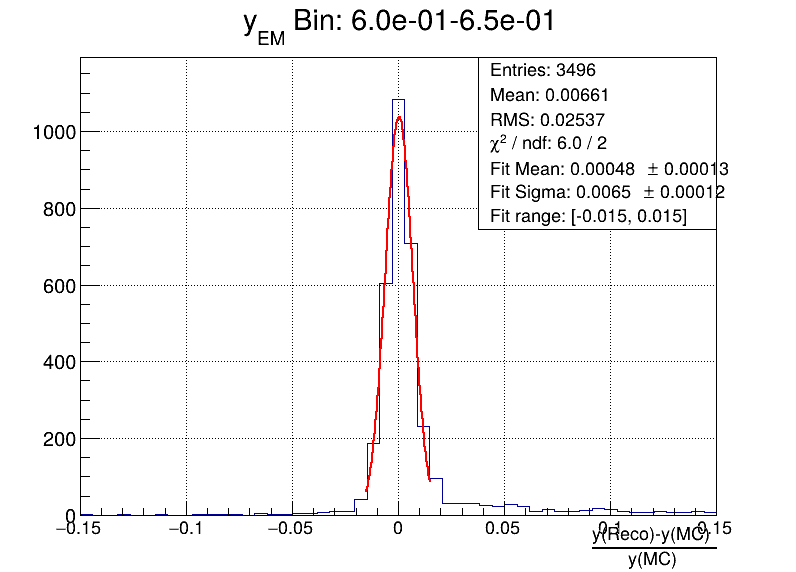 y_EM Bin: 6.0e-01-6.5e-01
Entries: 3496
Mean: 0.00661
RMS: 0.02537
χ² / ndf: 6.0 / 2
Fit Mean: 0.00048 ± 0.00013
Fit Sigma: 0.0065 ± 0.00012
Fit range: [-0.015, 0.015]
1000
800
600
400
200
0
−0.15 −0.1 −0.05 0 0.05 0.1 0.15
y(Reco)-y(MC)
y(MC)